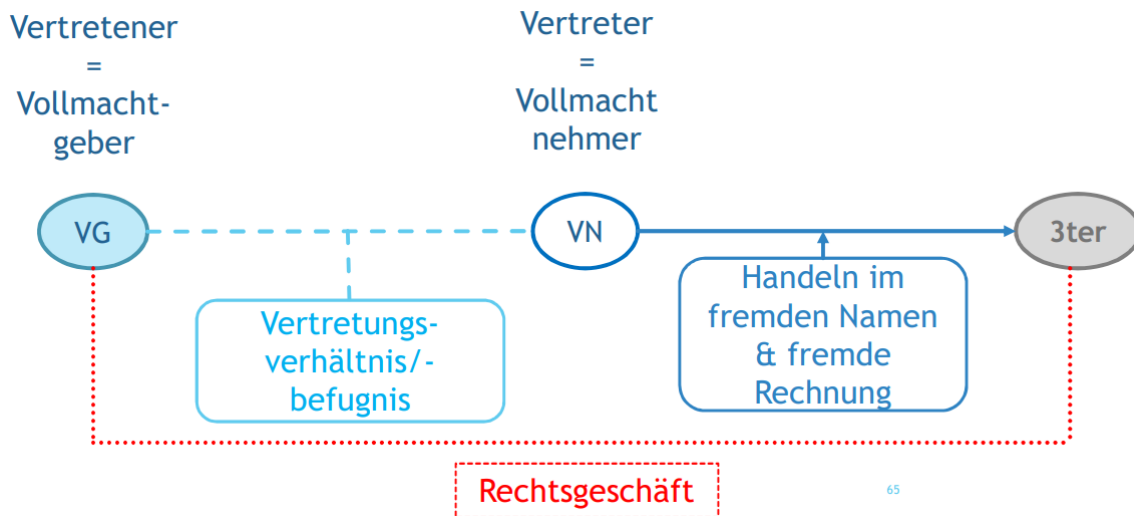 Vertretener
=
Vollmacht-
geber
Vertreter
=
Vollmacht
nehmer
VG
VN
3ter
Vertretungs-
verhältnis/-
befugnis
Handeln im
fremden Namen
& fremde
Rechnung
Rechtsgeschäft
65